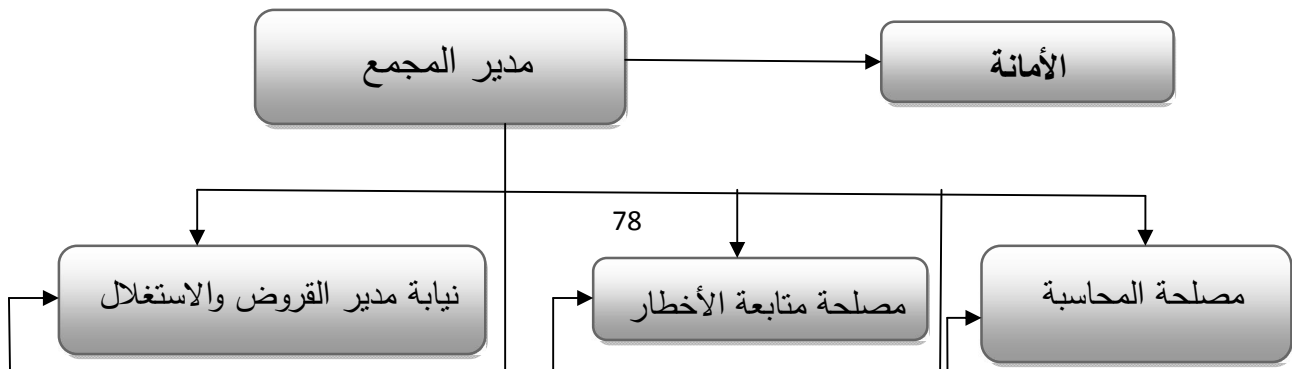 مدير المجمع
الأمانة
78
مصلحة المحاسبة
مصلحة متابعة الأخطار
نيابة مدير القروض والاستغلال